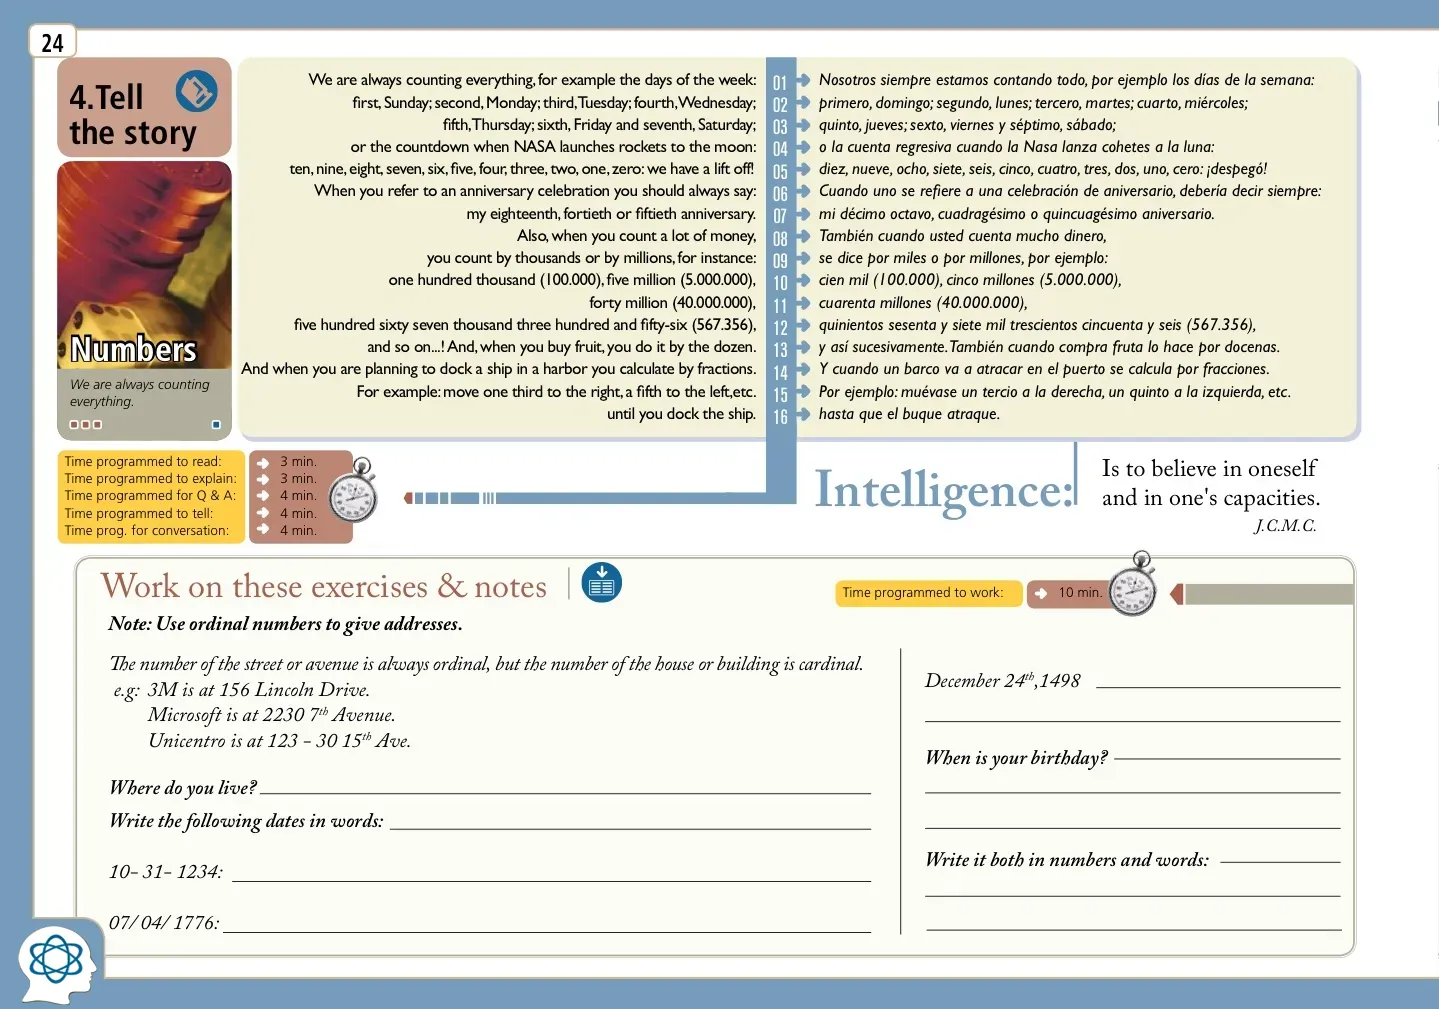 24
4.Tell
the story
Numbers
We are always counting
everything.
We are always counting everything, for example the days of the week:
first, Sunday; second, Monday; third, Tuesday; fourth, Wednesday;
fifth, Thursday; sixth, Friday and seventh, Saturday;
or the countdown when NASA launches rockets to the moon:
ten, nine, eight, seven, six, five, four, three, two, one, zero: we have a lift off!
When you refer to an anniversary celebration you should always say:
my eighteenth, fortieth or fiftieth anniversary.
Also, when you count a lot of money,
you count by thousands or by millions, for instance:
one hundred thousand (100.000), five million (5.000.000),
forty million (40.000.000),
five hundred sixty seven thousand three hundred and fifty-six (567.356),
and so on...! And, when you buy fruit, you do it by the dozen.
And when you are planning to dock a ship in a harbor you calculate by fractions.
For example: move one third to the right, a fifth to the left, etc.
until you dock the ship.
01
02
03
04
05
06
07
08
09
10
11
12
13
14
15
16
Nosotros siempre estamos contando todo, por ejemplo los días de la semana:
primero, domingo; segundo, lunes; tercero, martes; cuarto, miércoles;
quinto, jueves; sexto, viernes y séptimo, sábado;
o la cuenta regresiva cuando la Nasa lanza cohetes a la luna:
diez, nueve, ocho, siete, seis, cinco, cuatro, tres, dos, uno, cero: ¡despegó!
Cuando uno se refiere a una celebración de aniversario, debería decir siempre:
mi décimo octavo, cuadragésimo o quincuagésimo aniversario.
También cuando usted cuenta mucho dinero,
se dice por miles o por millones, por ejemplo:
cien mil (100.000), cinco millones (5.000.000),
cuarenta millones (40.000.000),
quinientos sesenta y siete mil trescientos cincuenta y seis (567.356),
y así sucesivamente. También cuando compra fruta lo hace por docenas.
Y cuando un barco va a atracar en el puerto se calcula por fracciones.
Por ejemplo: muévase un tercio a la derecha, un quinto a la izquierda, etc.
hasta que el buque atraque.
Time programmed to read: 3 min.
Time programmed to explain: 3 min.
Time programmed for Q & A: 4 min.
Time programmed to tell: 4 min.
Time prog. for conversation: 4 min.
Intelligence:
Is to believe in oneself
and in one's capacities.
J.C.M.C.
Work on these exercises & notes
Time programmed to work: 10 min.
Note: Use ordinal numbers to give addresses.
The number of the street or avenue is always ordinal, but the number of the house or building is cardinal.
e.g: 3M is at 156 Lincoln Drive.
Microsoft is at 2230 7th Avenue.
Unicentro is at 123 - 30 15th Ave.
Where do you live?
Write the following dates in words:
10- 31- 1234:
07/ 04/ 1776:
December 24th,1498
When is your birthday?
Write it both in numbers and words: